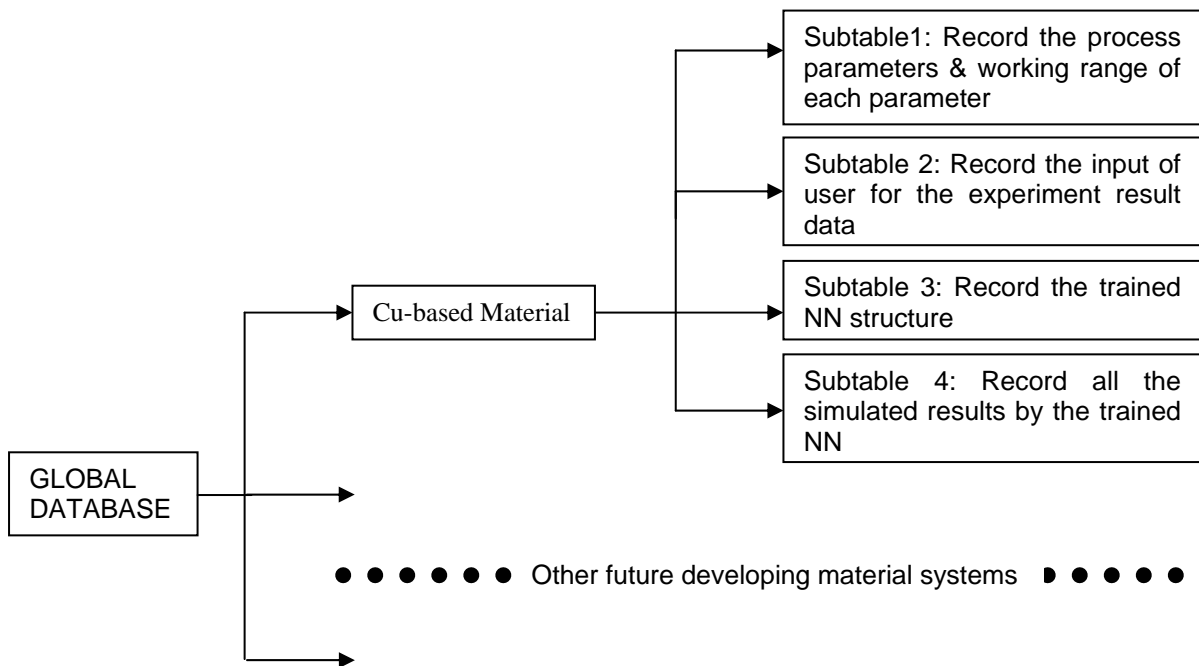 Subtable1: Record the process
parameters & working range of
each parameter
Subtable 2: Record the input of
user for the experiment result
data
Subtable 3: Record the trained
NN structure
Cu-based Material
Subtable 4: Record all the
simulated results by the trained
NN
GLOBAL
DATABASE
Other future developing material systems